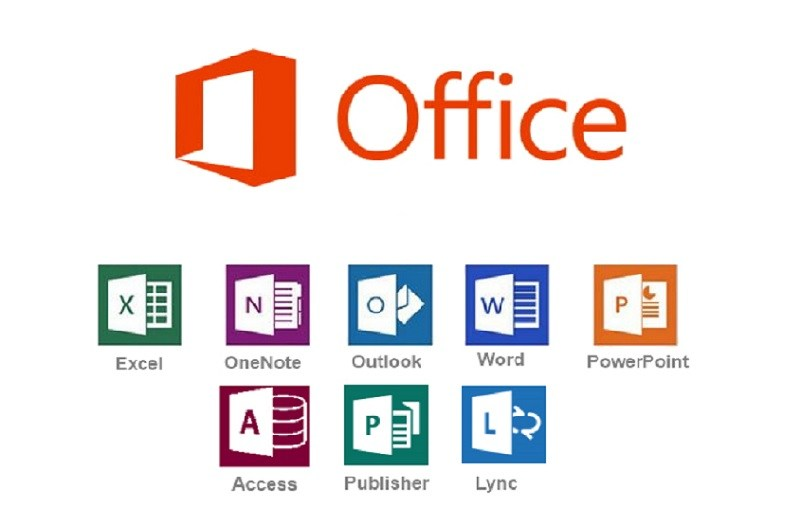 Office
X N O W P
Excel OneNote Outlook Word PowerPoint
A P L
Access Publisher Lync